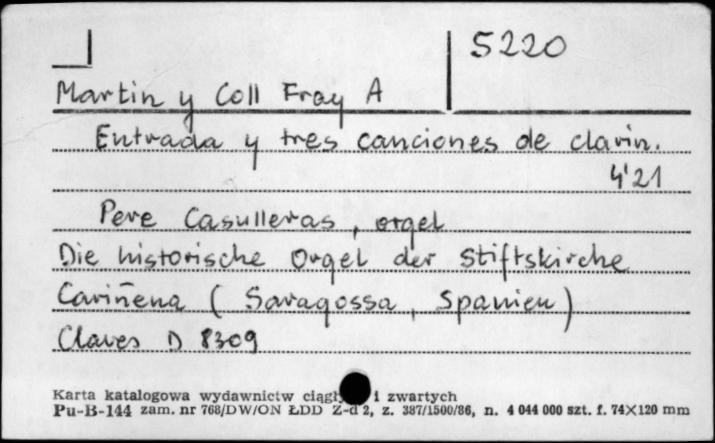 5220
Martin y Coll Fray A
Entrada y tres canciones de clarin.
4'21
Pere Casulleras, orgel
Die historische Orgel der Stiftskirche
Cariñena (Saragossa, Spanien)
Claves D 8309
Karta katalogowa wydawnictw i zwartych
Pu-B-144 zam. nr 768/DW/ON ŁDD Z-d 2, z. 387/1500/86, n. 4 044 000 szt. f. 74X120 mm